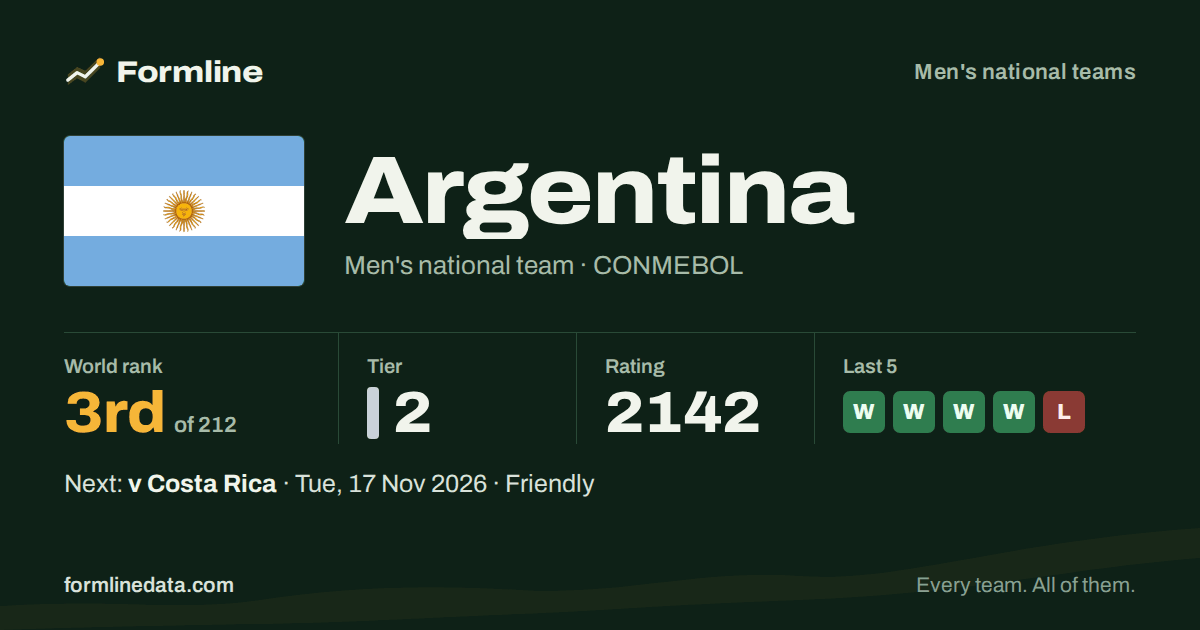 Formline
Men's national teams
Argentina
Men's national team · CONMEBOL
World rank
3rd of 212
Tier
2
Rating
2142
Last 5
W W W W L
Next: v Costa Rica · Tue, 17 Nov 2026 · Friendly
formlinedata.com
Every team. All of them.